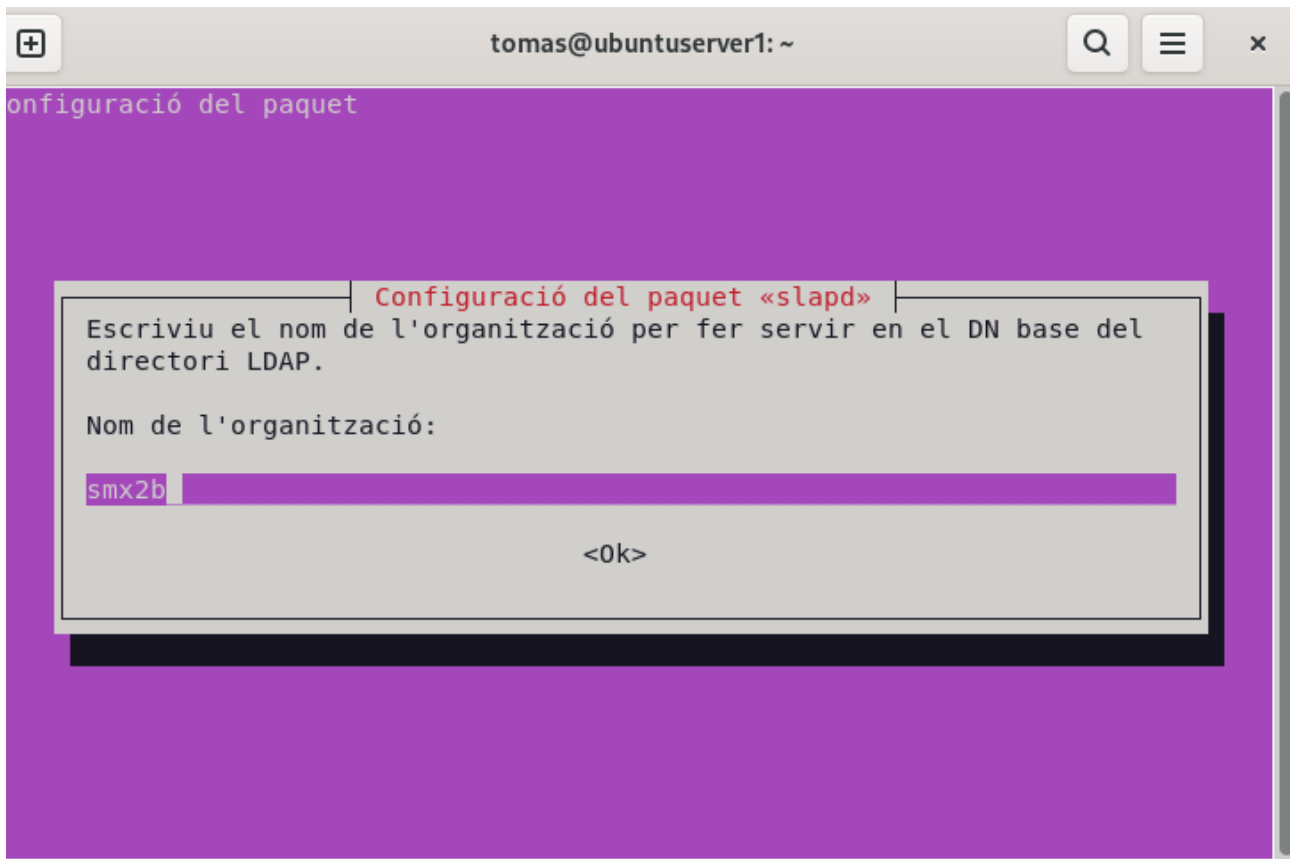 tomas@ubuntuserver1: ~
onfiguració del paquet
Configuració del paquet «slapd»
Escriviu el nom de l'organització per fer servir en el DN base del
directori LDAP.
Nom de l'organització:
smx2b
<Ok>